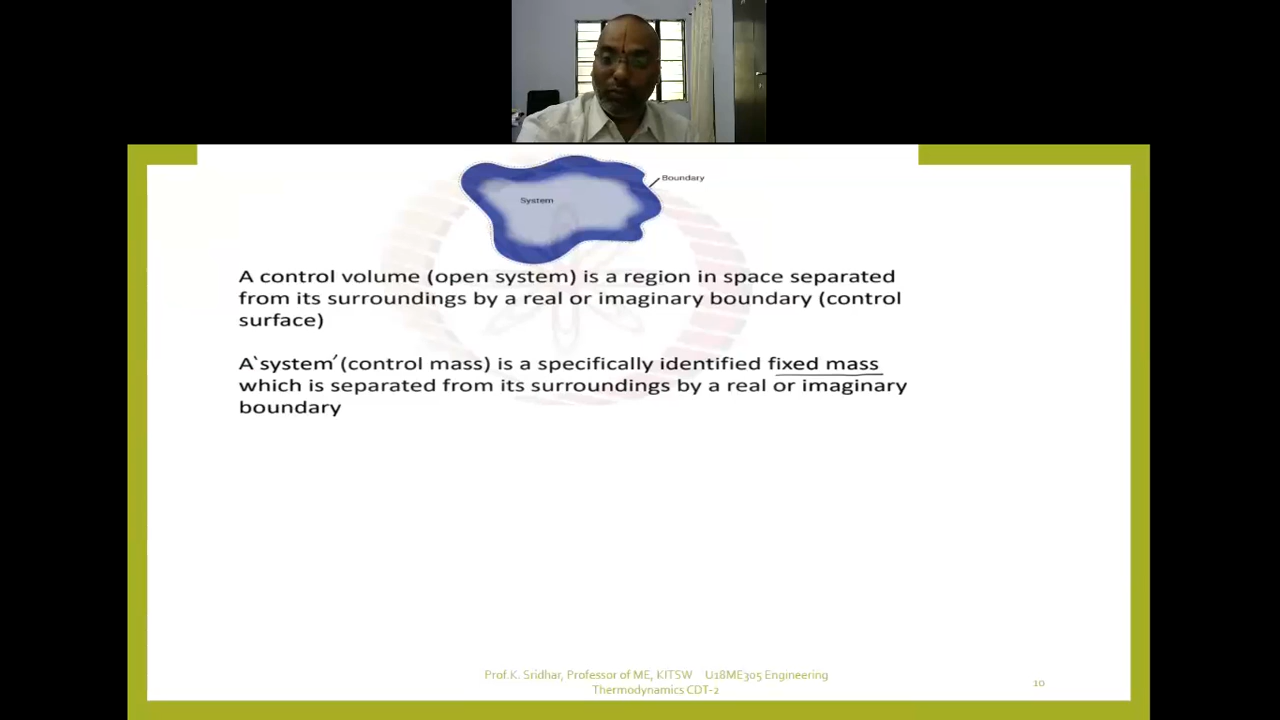 Boundary
System
A control volume (open system) is a region in space separated
from its surroundings by a real or imaginary boundary (control
surface)
A`system´(control mass) is a specifically identified fixed mass
which is separated from its surroundings by a real or imaginary
boundary
Prof.K. Sridhar, Professor of ME, KITSW U18ME305 Engineering
Thermodynamics CDT-2
10